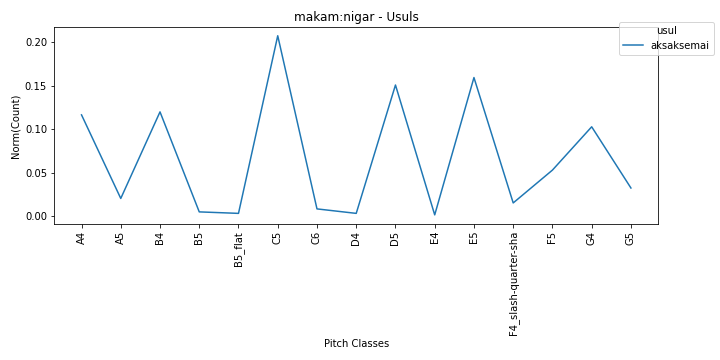 makam:nigar - Usuls
usul
aksaksemai
Norm(Count)
0.20
0.15
0.10
0.05
0.00
A4
A5
B4
B5
B5_flat
C5
C6
D4
D5
E4
E5
F4_slash-quarter-sha
F5
G4
G5
Pitch Classes